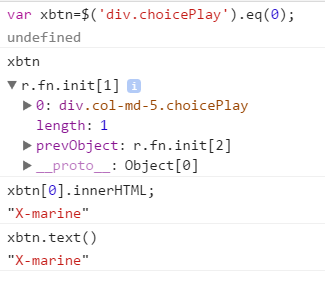 var xbtn=$('div.choicePlay').eq(0);
undefined
xbtn
▼ r.fn.init[1] i
▶ 0: div.col-md-5.choicePlay
length: 1
▶ prevObject: r.fn.init[2]
▶ __proto__: Object[0]
xbtn[0].innerHTML;
"X-marine"
xbtn.text()
"X-marine"